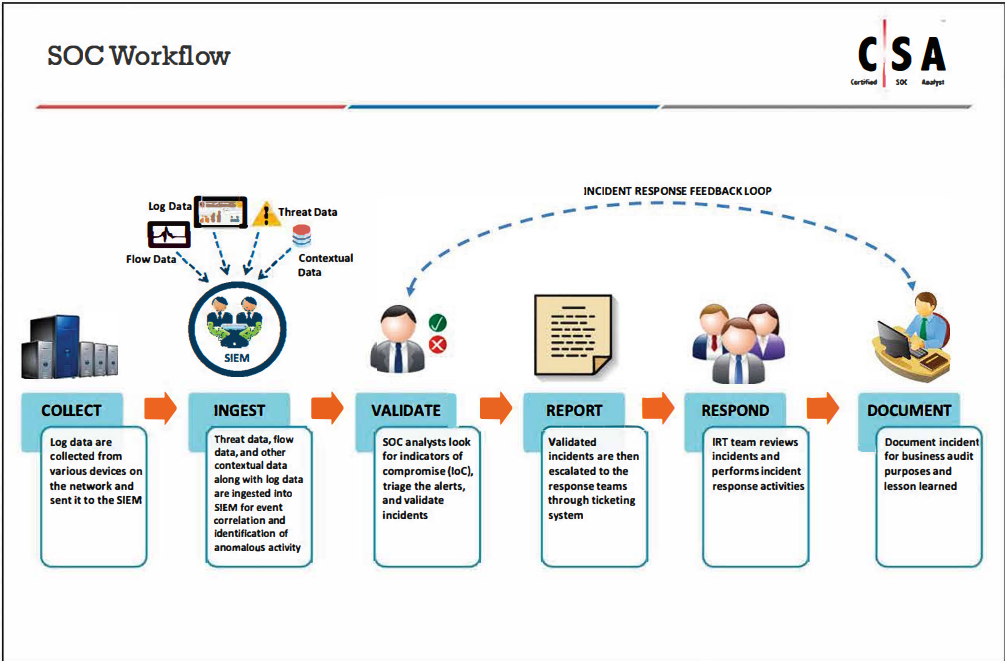 SOC Workflow
CSA
Certified SOC Analyst
INCIDENT RESPONSE FEEDBACK LOOP
Log Data
Threat Data
Flow Data
Contextual
Data
SIEM
COLLECT
Log data are
collected from
various devices on
the network and
sent it to the SIEM
INGEST
Threat data, flow
data, and other
contextual data
along with log data
are ingested into
SIEM for event
correlation and
identification of
anomalous activity
VALIDATE
SOC analysts look
for indicators of
compromise (IoC),
triage the alerts,
and validate
incidents
REPORT
Validated
incidents are then
escalated to the
response teams
through ticketing
system
RESPOND
IRT team reviews
incidents and
performs incident
response activities
DOCUMENT
Document incident
for business audit
purposes and
lesson learned